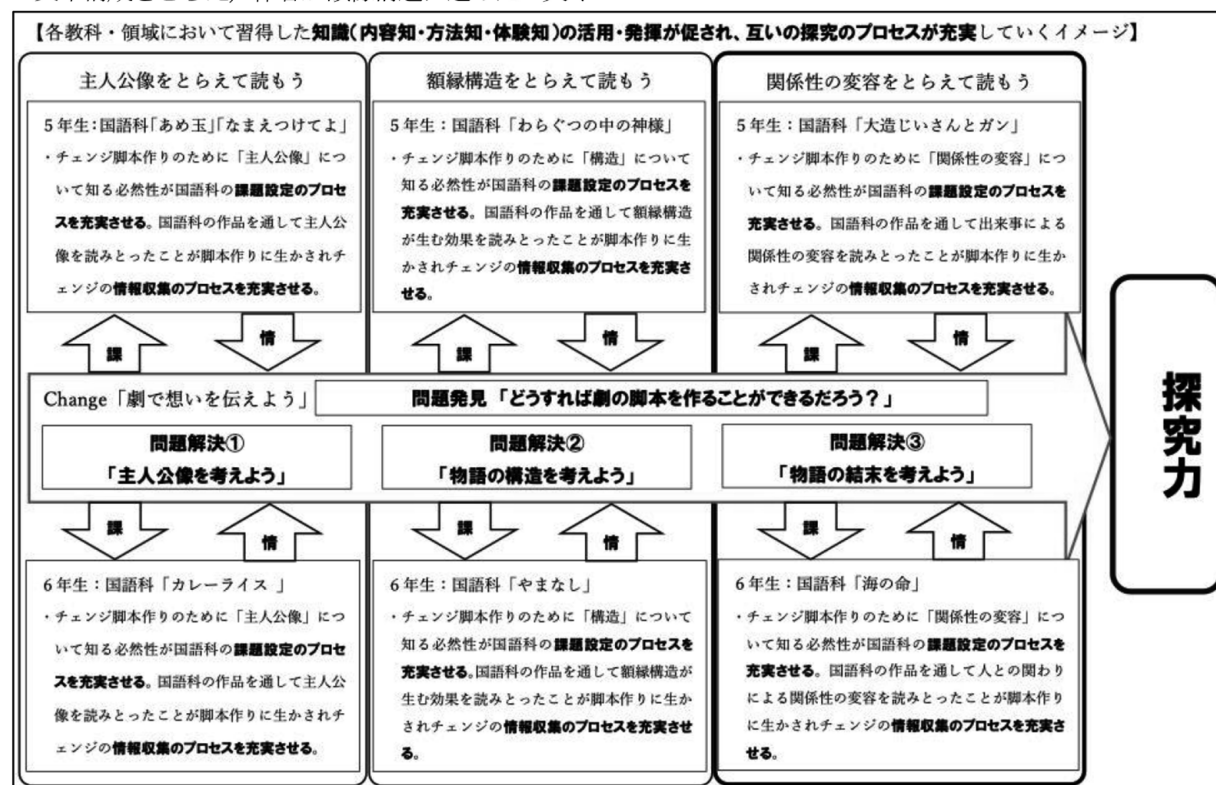 【各教科・領域において習得した知識(内容知・方法知・体験知)の活用・発揮が促され、互いの探究のプロセスが充実していくイメージ】
主人公像をとらえて読もう
5年生:国語科「あめ玉」「なまえつけてよ」
・チェンジ脚本作りのために「主人公像」につ
いて知る必然性が国語科の課題設定のプロセ
スを充実させる。国語科の作品を通して主人公
像を読みとったことが脚本作りに生かされチ
ェンジの情報収集のプロセスを充実させる。
課
情
額縁構造をとらえて読もう
5年生:国語科「わらぐつの中の神様」
・チェンジ脚本作りのために「構造」について
知る必然性が国語科の課題設定のプロセスを
充実させる。国語科の作品を通して額縁構造
が生む効果を読みとったことが脚本作りに生
かされチェンジの情報収集のプロセスを充実さ
せる。
課
情
関係性の変容をとらえて読もう
5年生:国語科「大造じいさんとガン」
・チェンジ脚本作りのために「関係性の変容」につ
いて知る必然性が国語科の課題設定のプロセスを
充実させる。国語科の作品を通して出来事による
関係性の変容を読みとったことが脚本作りに生か
されチェンジの情報収集のプロセスを充実させる。
課
情
Change「劇で想いを伝えよう」
問題発見「どうすれば劇の脚本を作ることができるだろう?」
問題解決①
「主人公像を考えよう」
問題解決②
「物語の構造を考えよう」
問題解決③
「物語の結末を考えよう」
探究力
課
情
6年生:国語科「カレーライス 」
・チェンジ脚本作りのために「主人公像」につ
いて知る必然性が国語科の課題設定のプロセ
スを充実させる。国語科の作品を通して主人公
像を読みとったことが脚本作りに生かされチ
ェンジの情報収集のプロセスを充実させる。
課
情
6年生:国語科「やまなし」
・チェンジ脚本作りのために「構造」について
知る必然性が国語科の課題設定のプロセスを
充実させる。国語科の作品を通して額縁構造が
生む効果を読みとったことが脚本作りに生か
されチェンジの情報収集のプロセスを充実させ
る。
課
情
6年生:国語科「海の命」
・チェンジ脚本作りのために「関係性の変容」につ
いて知る必然性が国語科の課題設定のプロセスを
充実させる。国語科の作品を通して人との関わり
による関係性の変容を読みとったことが脚本作り
に生かされチェンジの情報収集のプロセスを充実さ
せる。